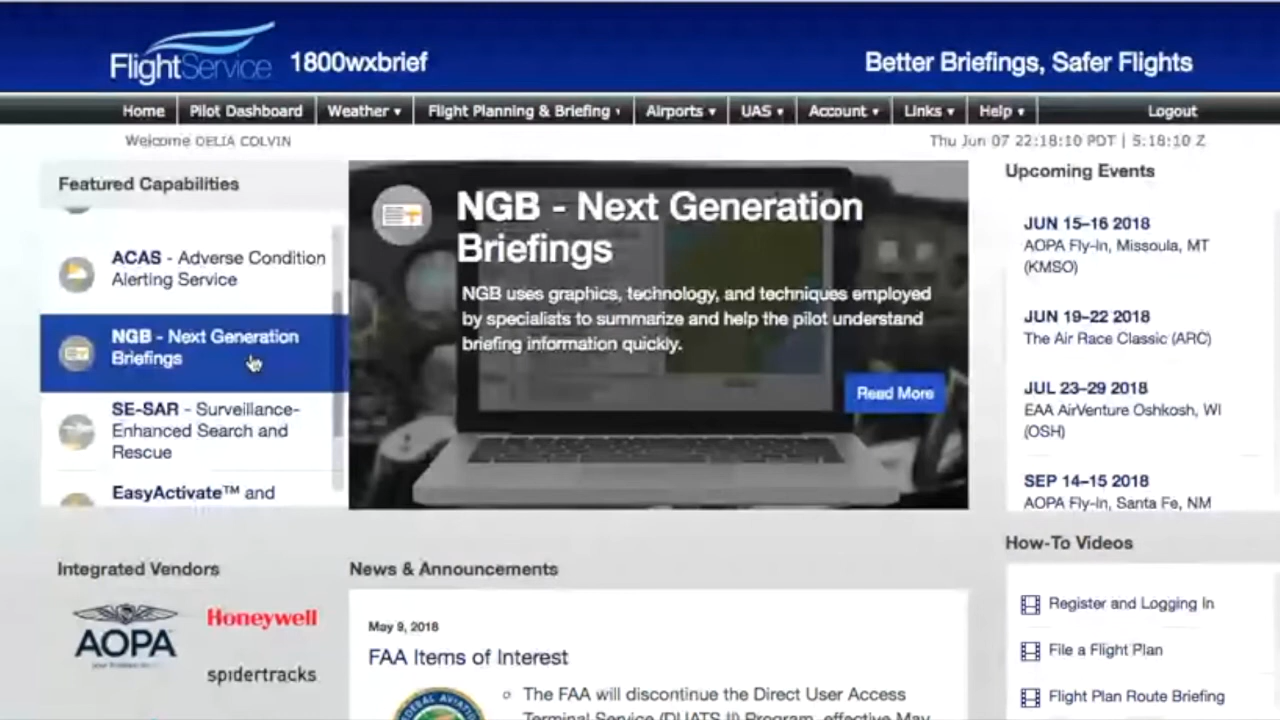 FlightService
1800wxbrief
Better Briefings, Safer Flights
Home
Pilot Dashboard
Weather
Flight Planning & Briefing
Airports
UAS
Account
Links
Help
Logout
Welcome DELIA COLVIN
Thu Jun 07 22:18:10 PDT | 5:18:10 Z
Featured Capabilities
ACAS - Adverse Condition
Alerting Service
NGB - Next Generation
Briefings
SE-SAR - Surveillance-
Enhanced Search and
Rescue
EasyActivate™ and
NGB - Next Generation
Briefings
NGB uses graphics, technology, and techniques employed
by specialists to summarize and help the pilot understand
briefing information quickly.
Read More
Upcoming Events
JUN 15–16 2018
AOPA Fly-In, Missoula, MT
(KMSO)
JUN 19–22 2018
The Air Race Classic (ARC)
JUL 23–29 2018
EAA AirVenture Oshkosh, WI
(OSH)
SEP 14–15 2018
AOPA Fly-In, Santa Fe, NM
Integrated Vendors
AOPA
Honeywell
spidertracks
News & Announcements
May 9, 2018
FAA Items of Interest
The FAA will discontinue the Direct User Access
Terminal Service (DUATS II) Program, effective May
How-To Videos
Register and Logging In
File a Flight Plan
Flight Plan Route Briefing